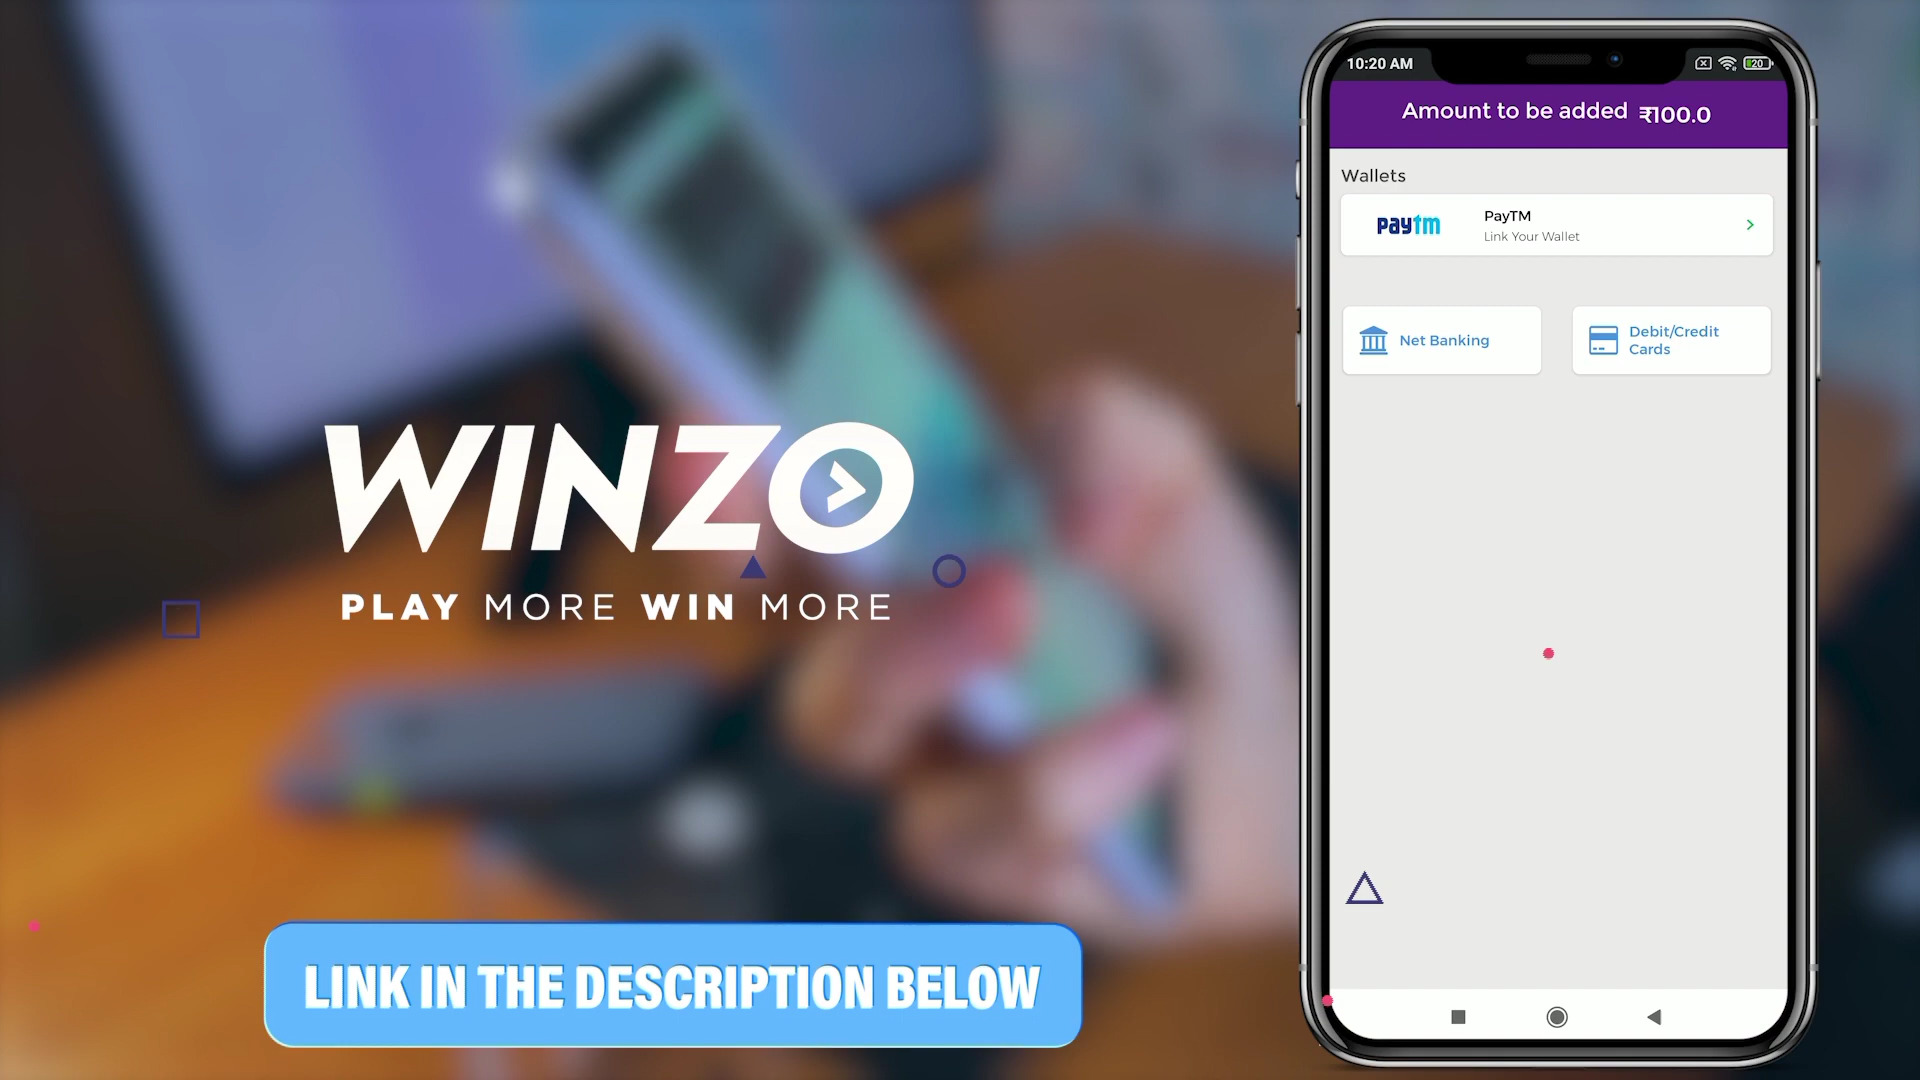 WINZO
PLAY MORE WIN MORE
LINK IN THE DESCRIPTION BELOW
10:20 AM
20
Amount to be added ₹100.0
Wallets
paytm
PayTM
Link Your Wallet
Net Banking
Debit/Credit
Cards